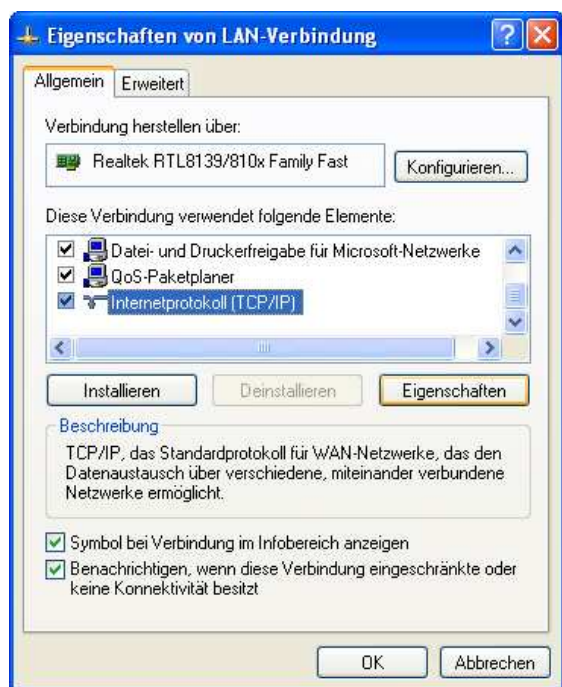 Eigenschaften von LAN-Verbindung
Allgemein
Erweitert
Verbindung herstellen über:
Realtek RTL8139/810x Family Fast
Konfigurieren...
Diese Verbindung verwendet folgende Elemente:
Datei- und Druckerfreigabe für Microsoft-Netzwerke
QoS-Paketplaner
Internetprotokoll (TCP/IP)
Installieren
Deinstallieren
Eigenschaften
Beschreibung
TCP/IP, das Standardprotokoll für WAN-Netzwerke, das den
Datenaustausch über verschiedene, miteinander verbundene
Netzwerke ermöglicht.
Symbol bei Verbindung im Infobereich anzeigen
Benachrichtigen, wenn diese Verbindung eingeschränkte oder
keine Konnektivität besitzt
OK
Abbrechen